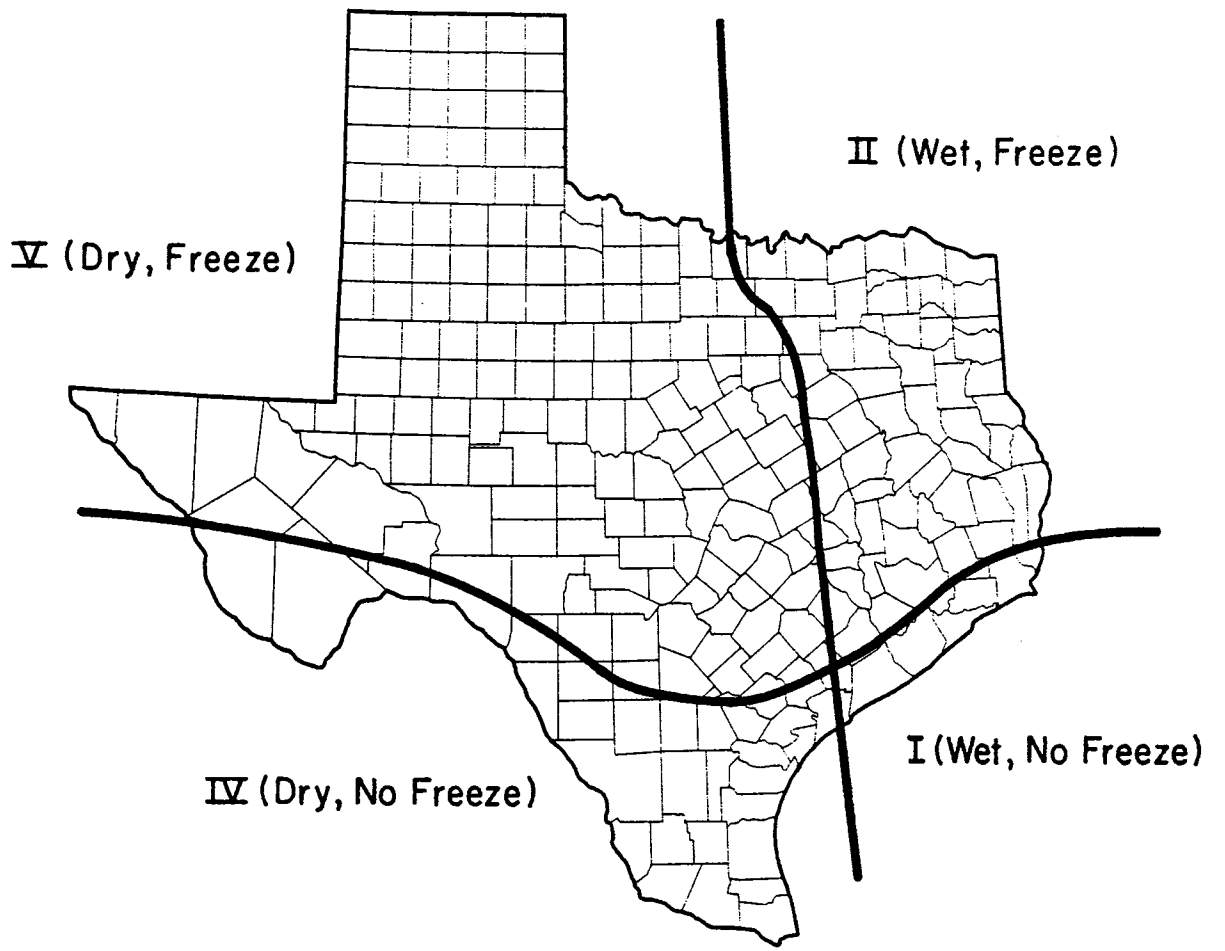 II (Wet, Freeze)
V (Dry, Freeze)
I (Wet, No Freeze)
IV (Dry, No Freeze)